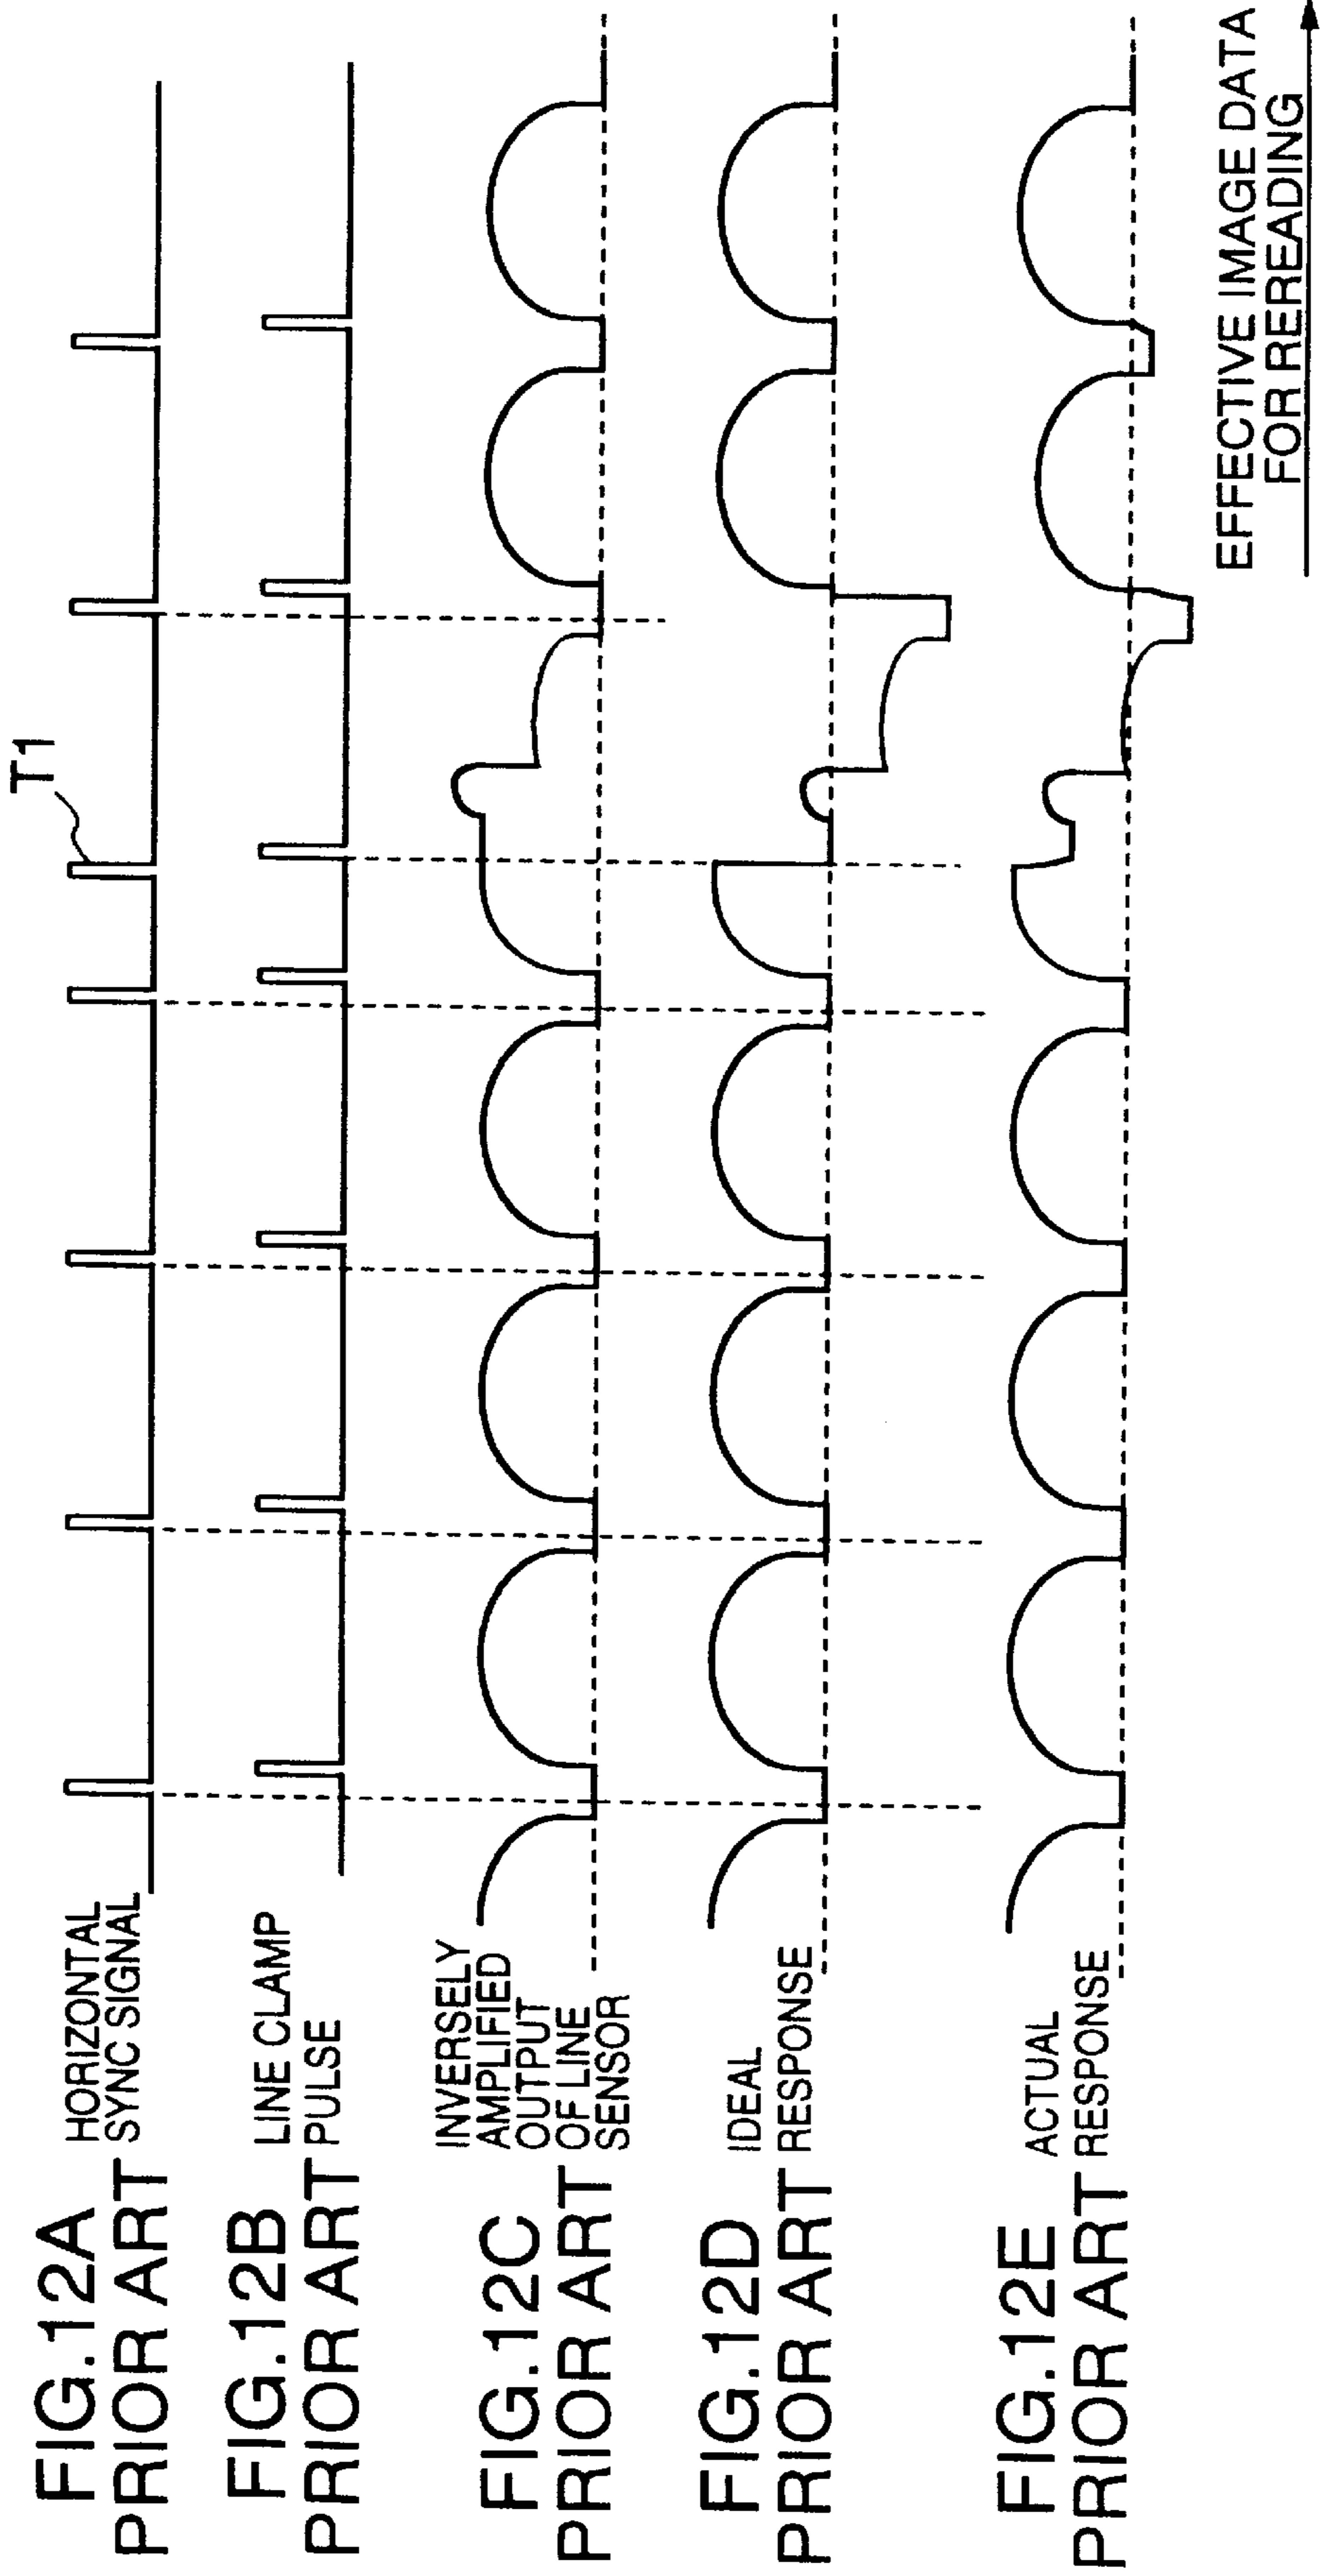 FIG.12A
PRIOR ART
HORIZONTAL
SYNC SIGNAL
T1
FIG.12B
PRIOR ART
LINE CLAMP
PULSE
FIG.12C
PRIOR ART
INVERSELY
AMPLIFIED
OUTPUT
OF LINE
SENSOR
FIG.12D
PRIOR ART
IDEAL
RESPONSE
FIG.12E
PRIOR ART
ACTUAL
RESPONSE
EFFECTIVE IMAGE DATA
FOR REREADING